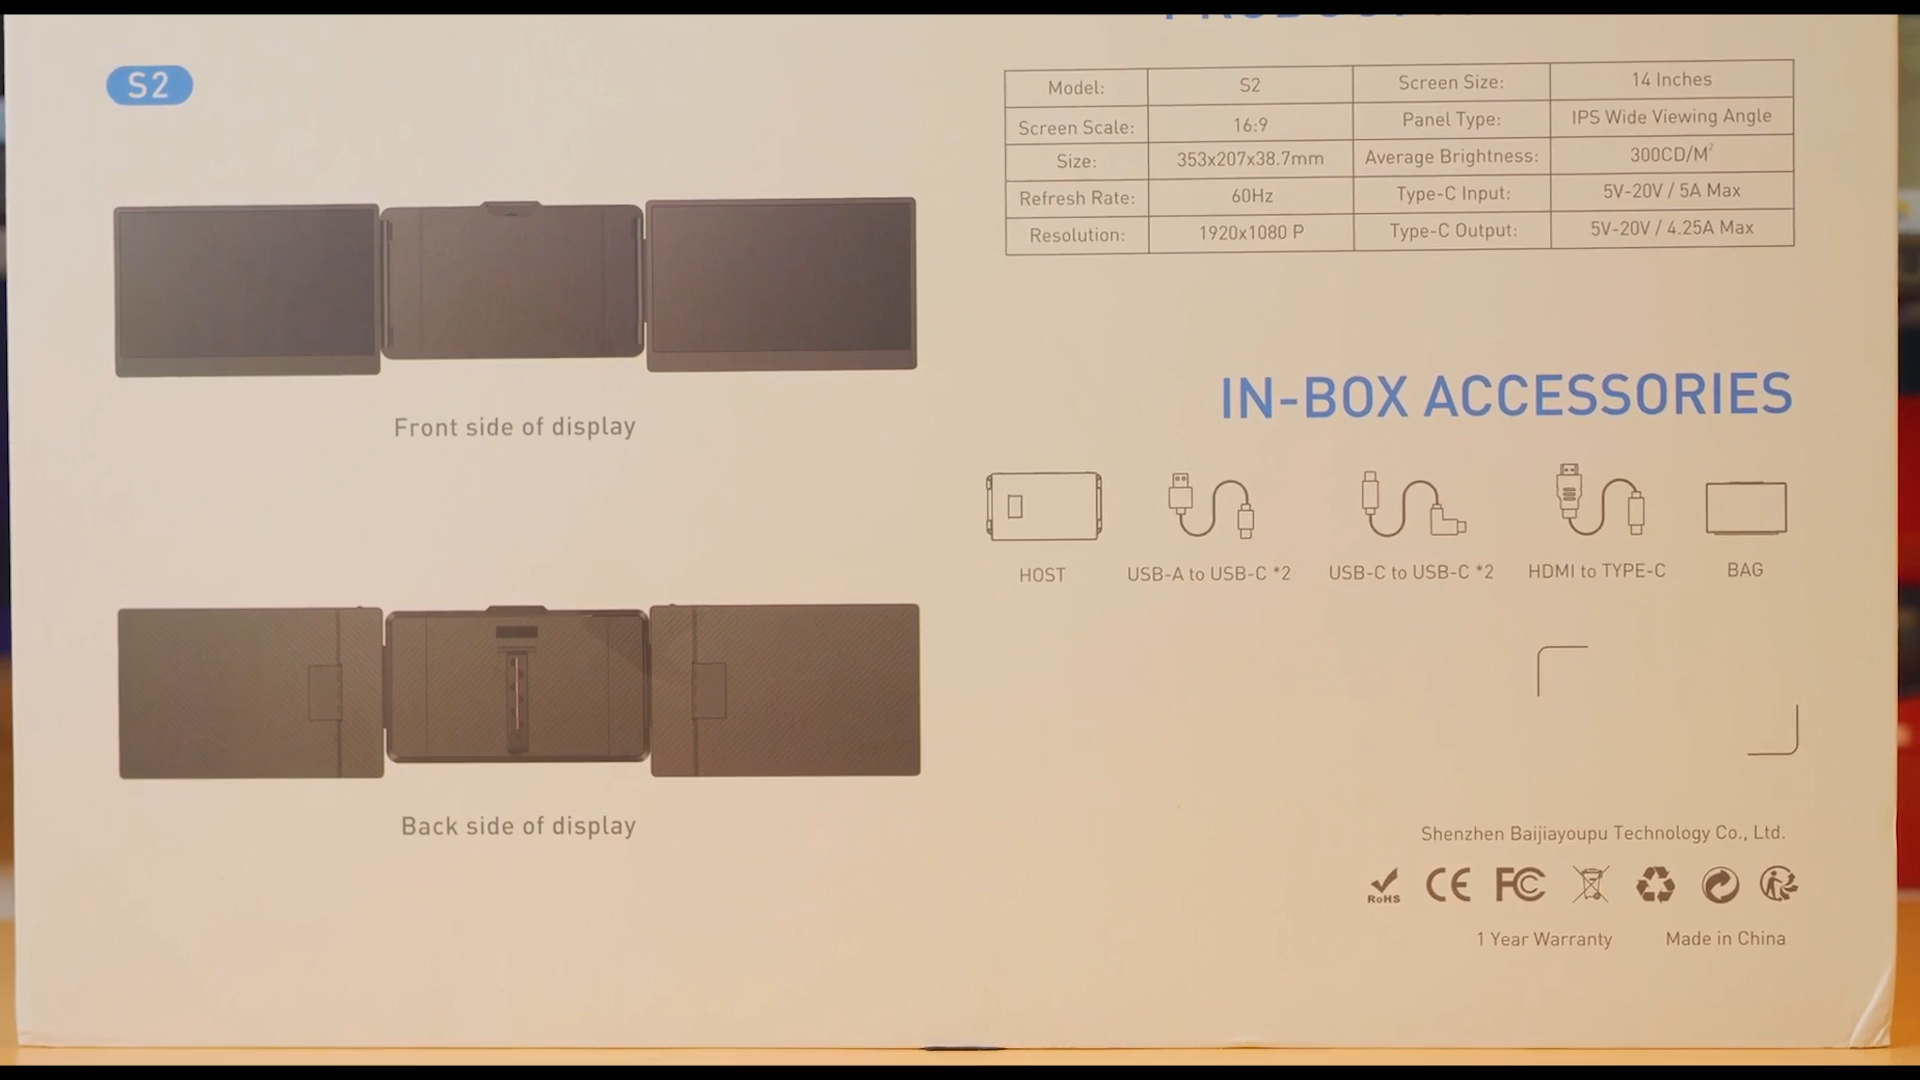 S2
Model: S2 Screen Size: 14 Inches
Screen Scale: 16:9 Panel Type: IPS Wide Viewing Angle
Size: 353x207x38.7mm Average Brightness: 300CD/M²
Refresh Rate: 60Hz Type-C Input: 5V-20V / 5A Max
Resolution: 1920x1080 P Type-C Output: 5V-20V / 4.25A Max
Front side of display
IN-BOX ACCESSORIES
HOST USB-A to USB-C *2 USB-C to USB-C *2 HDMI to TYPE-C BAG
Back side of display
Shenzhen Baijiayoupu Technology Co., Ltd.
RoHS CE FC
1 Year Warranty Made in China